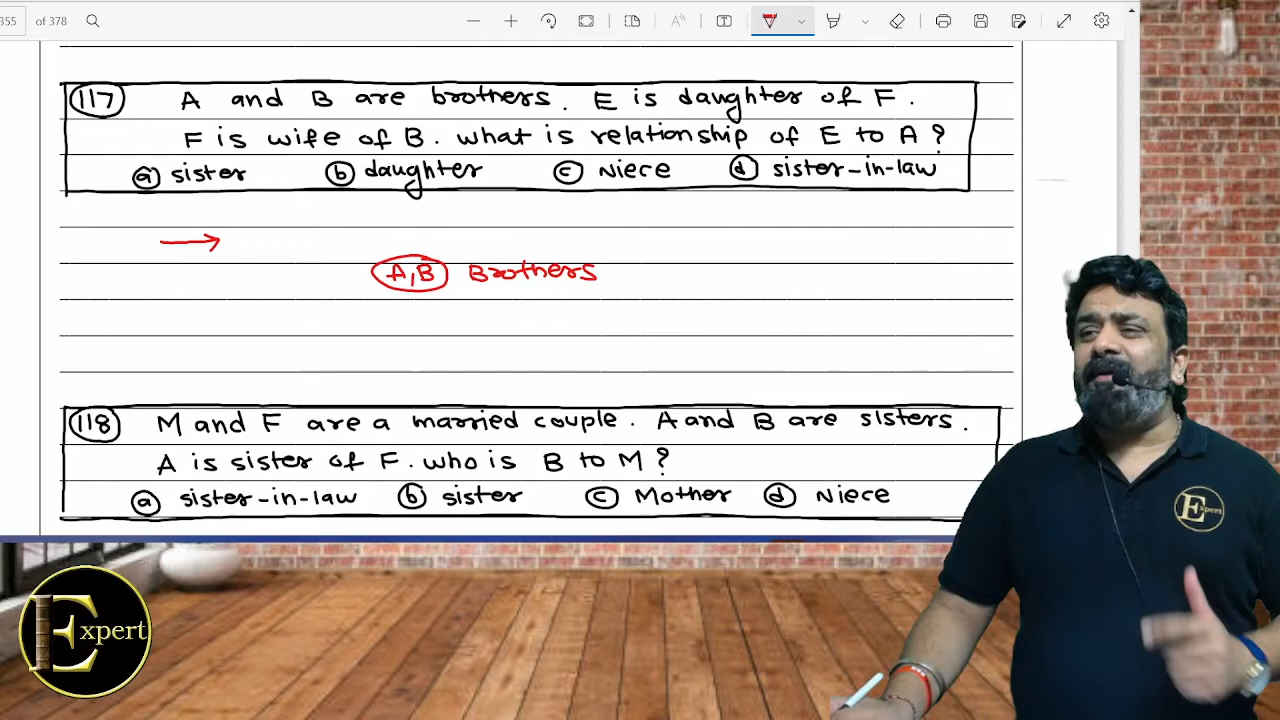 355 of 378
117 A and B are brothers. E is daughter of F.
F is wife of B. what is relationship of E to A?
a sister b daughter c Niece d sister-in-law
A,B Brothers
118 M and F are a married couple. A and B are sisters.
A is sister of F. who is B to M?
a sister-in-law b sister c Mother d Niece
Expert
Expert